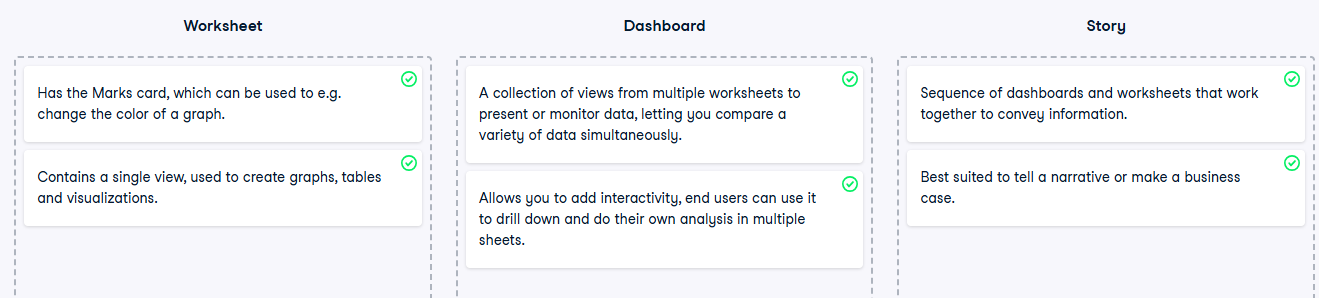 Worksheet
Has the Marks card, which can be used to e.g.
change the color of a graph.
Contains a single view, used to create graphs, tables
and visualizations.
Dashboard
A collection of views from multiple worksheets to
present or monitor data, letting you compare a
variety of data simultaneously.
Allows you to add interactivity, end users can use it
to drill down and do their own analysis in multiple
sheets.
Story
Sequence of dashboards and worksheets that work
together to convey information.
Best suited to tell a narrative or make a business
case.